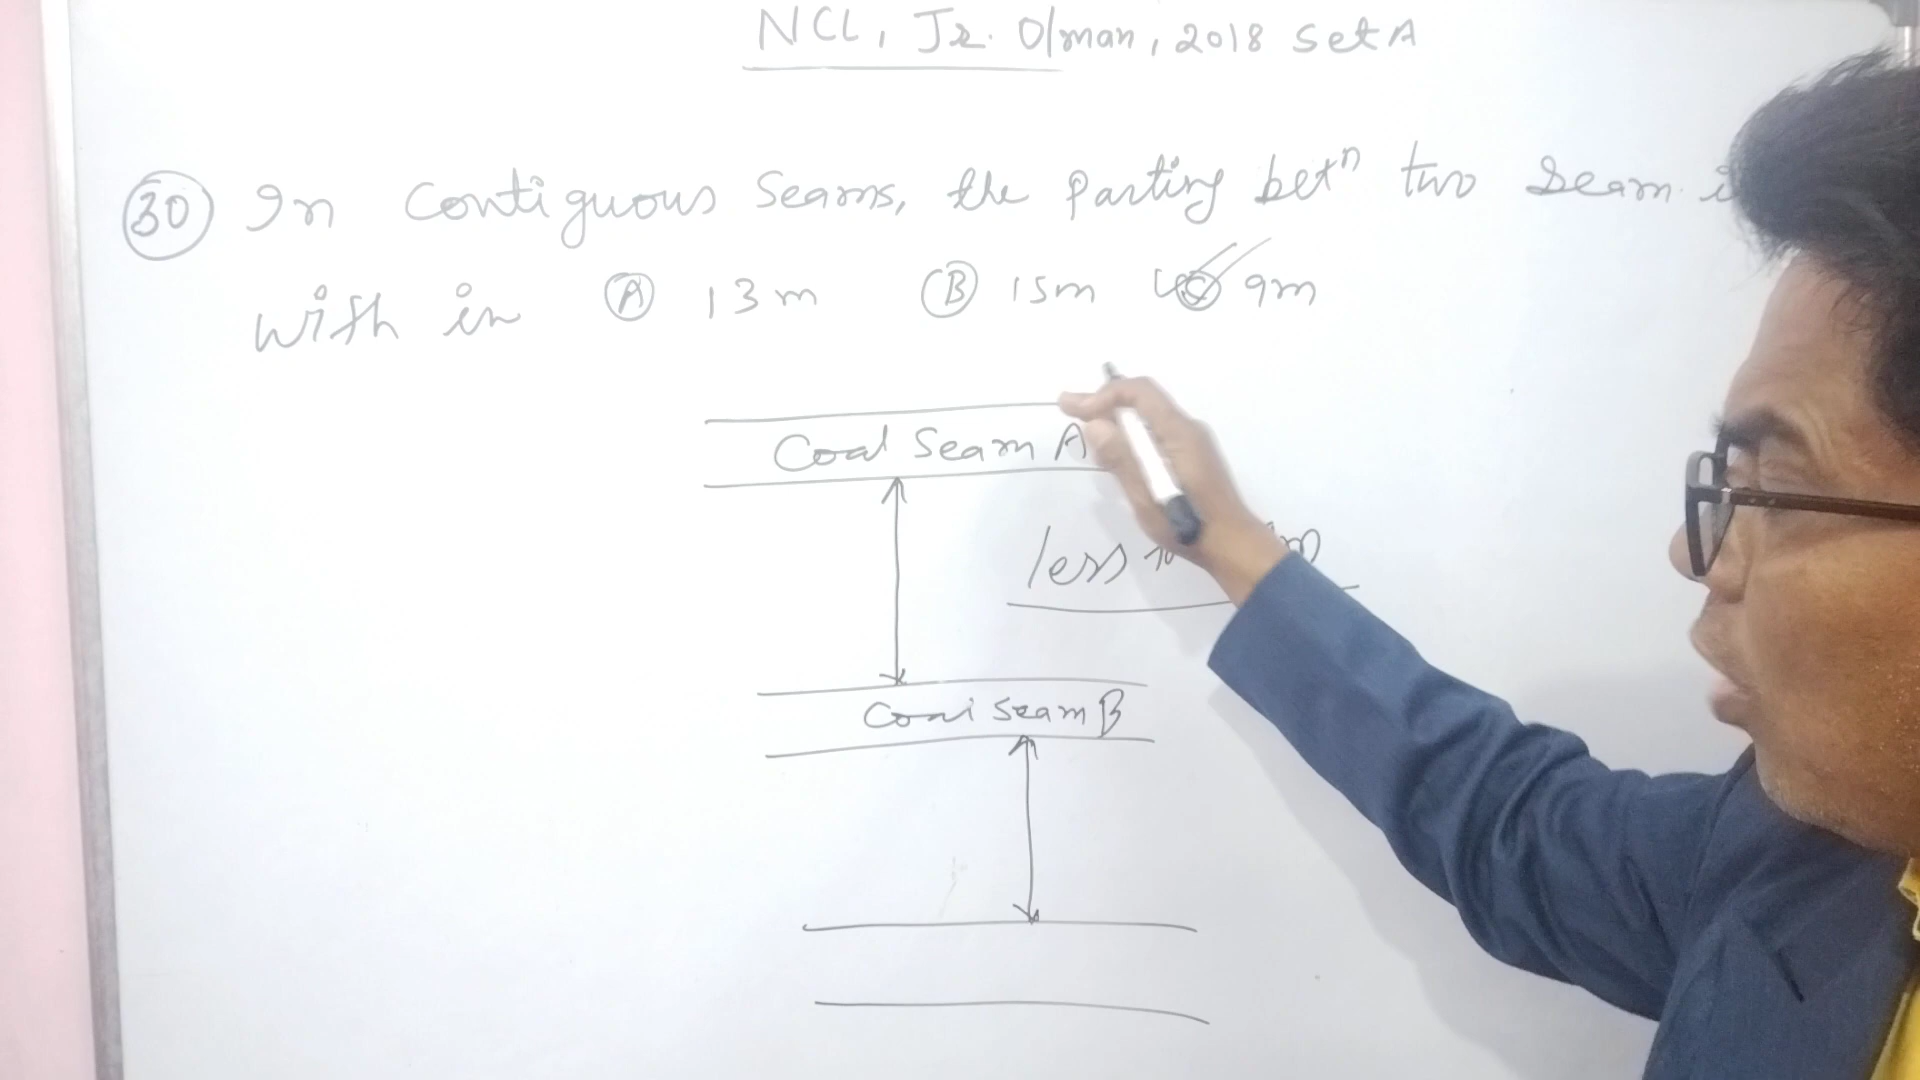 NCL, Jr. O/man, 2018 Set A
30 In Contiguous Seams, the parting betn two seam
with in A 13m B 15m C 9m
Coal Seam A
less
Coal Seam B